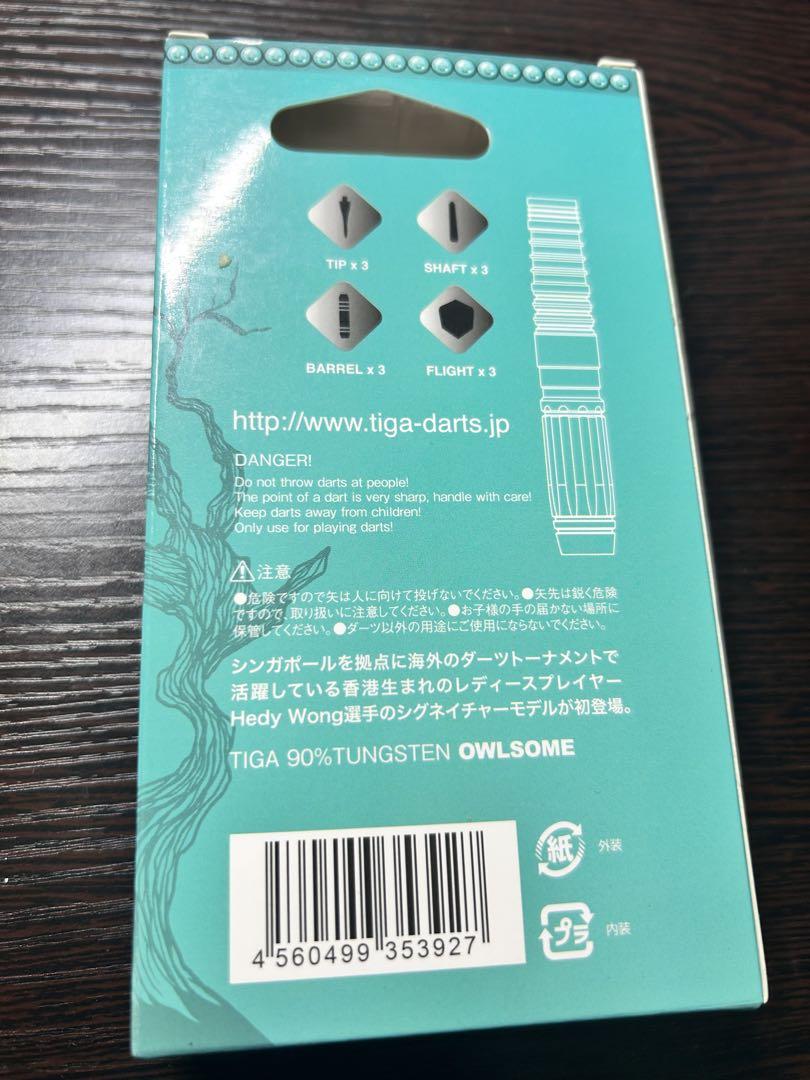 TIP x 3
SHAFT x 3
BARREL x 3
FLIGHT x 3
http://www.tiga-darts.jp
DANGER!
Do not throw darts at people!
The point of a dart is very sharp, handle with care!
Keep darts away from children!
Only use for playing darts!
注意
●危険ですので矢は人に向けて投げないでください。●矢先は鋭く危険
ですので、取り扱いに注意してください。●お子様の手の届かない場所に
保管してください。●ダーツ以外の用途にご使用にならないでください。
シンガポールを拠点に海外のダーツトーナメントで
活躍している香港生まれのレディースプレイヤー
Hedy Wong選手のシグネイチャーモデルが初登場。
TIGA 90%TUNGSTEN OWLSOME
紙 外装
プラ 内装
4 560499 353927